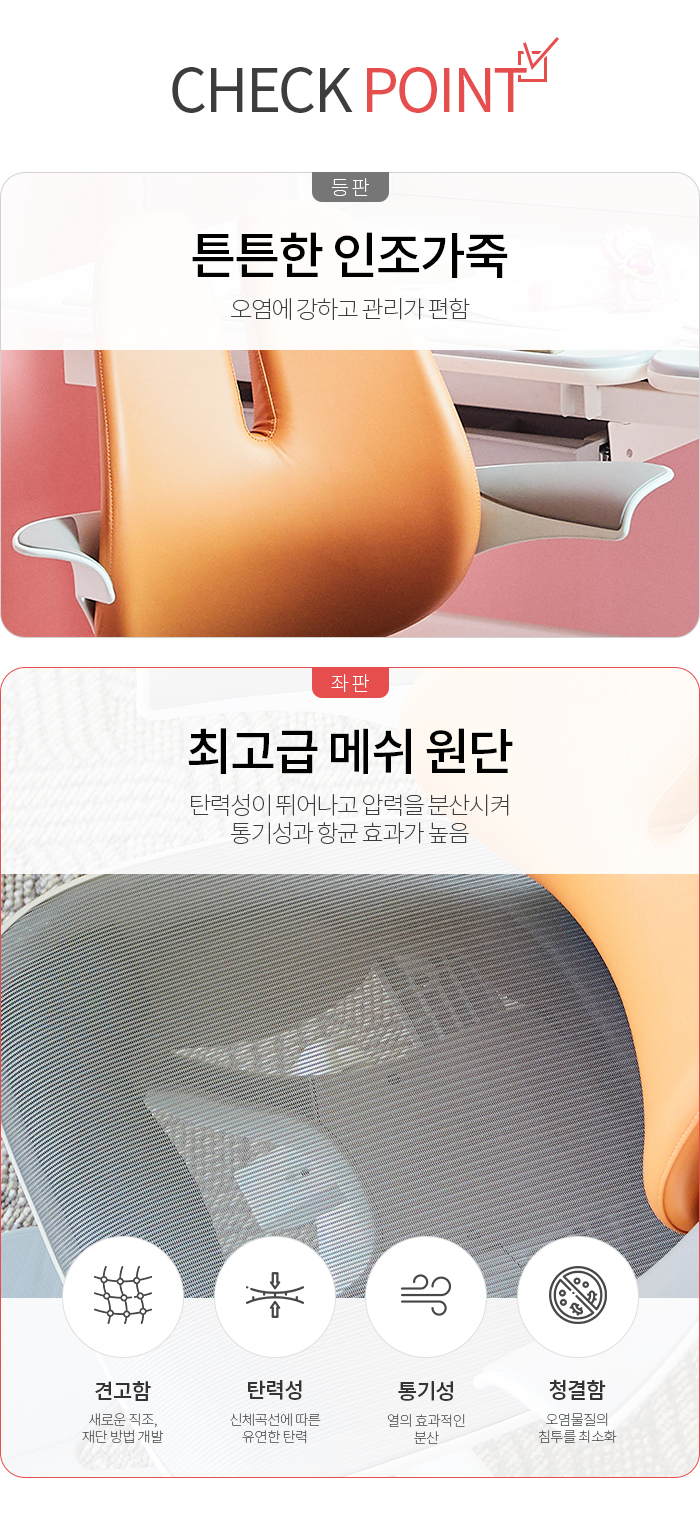 CHECK POINT
등판
튼튼한 인조가죽
오염에 강하고 관리가 편함
좌판
최고급 메쉬 원단
탄력성이 뛰어나고 압력을 분산시켜
통기성과 항균 효과가 높음
견고함
새로운 직조,
재단 방법 개발
탄력성
신체곡선에 따른
유연한 탄력
통기성
열의 효과적인
분산
청결함
오염물질의
침투를 최소화